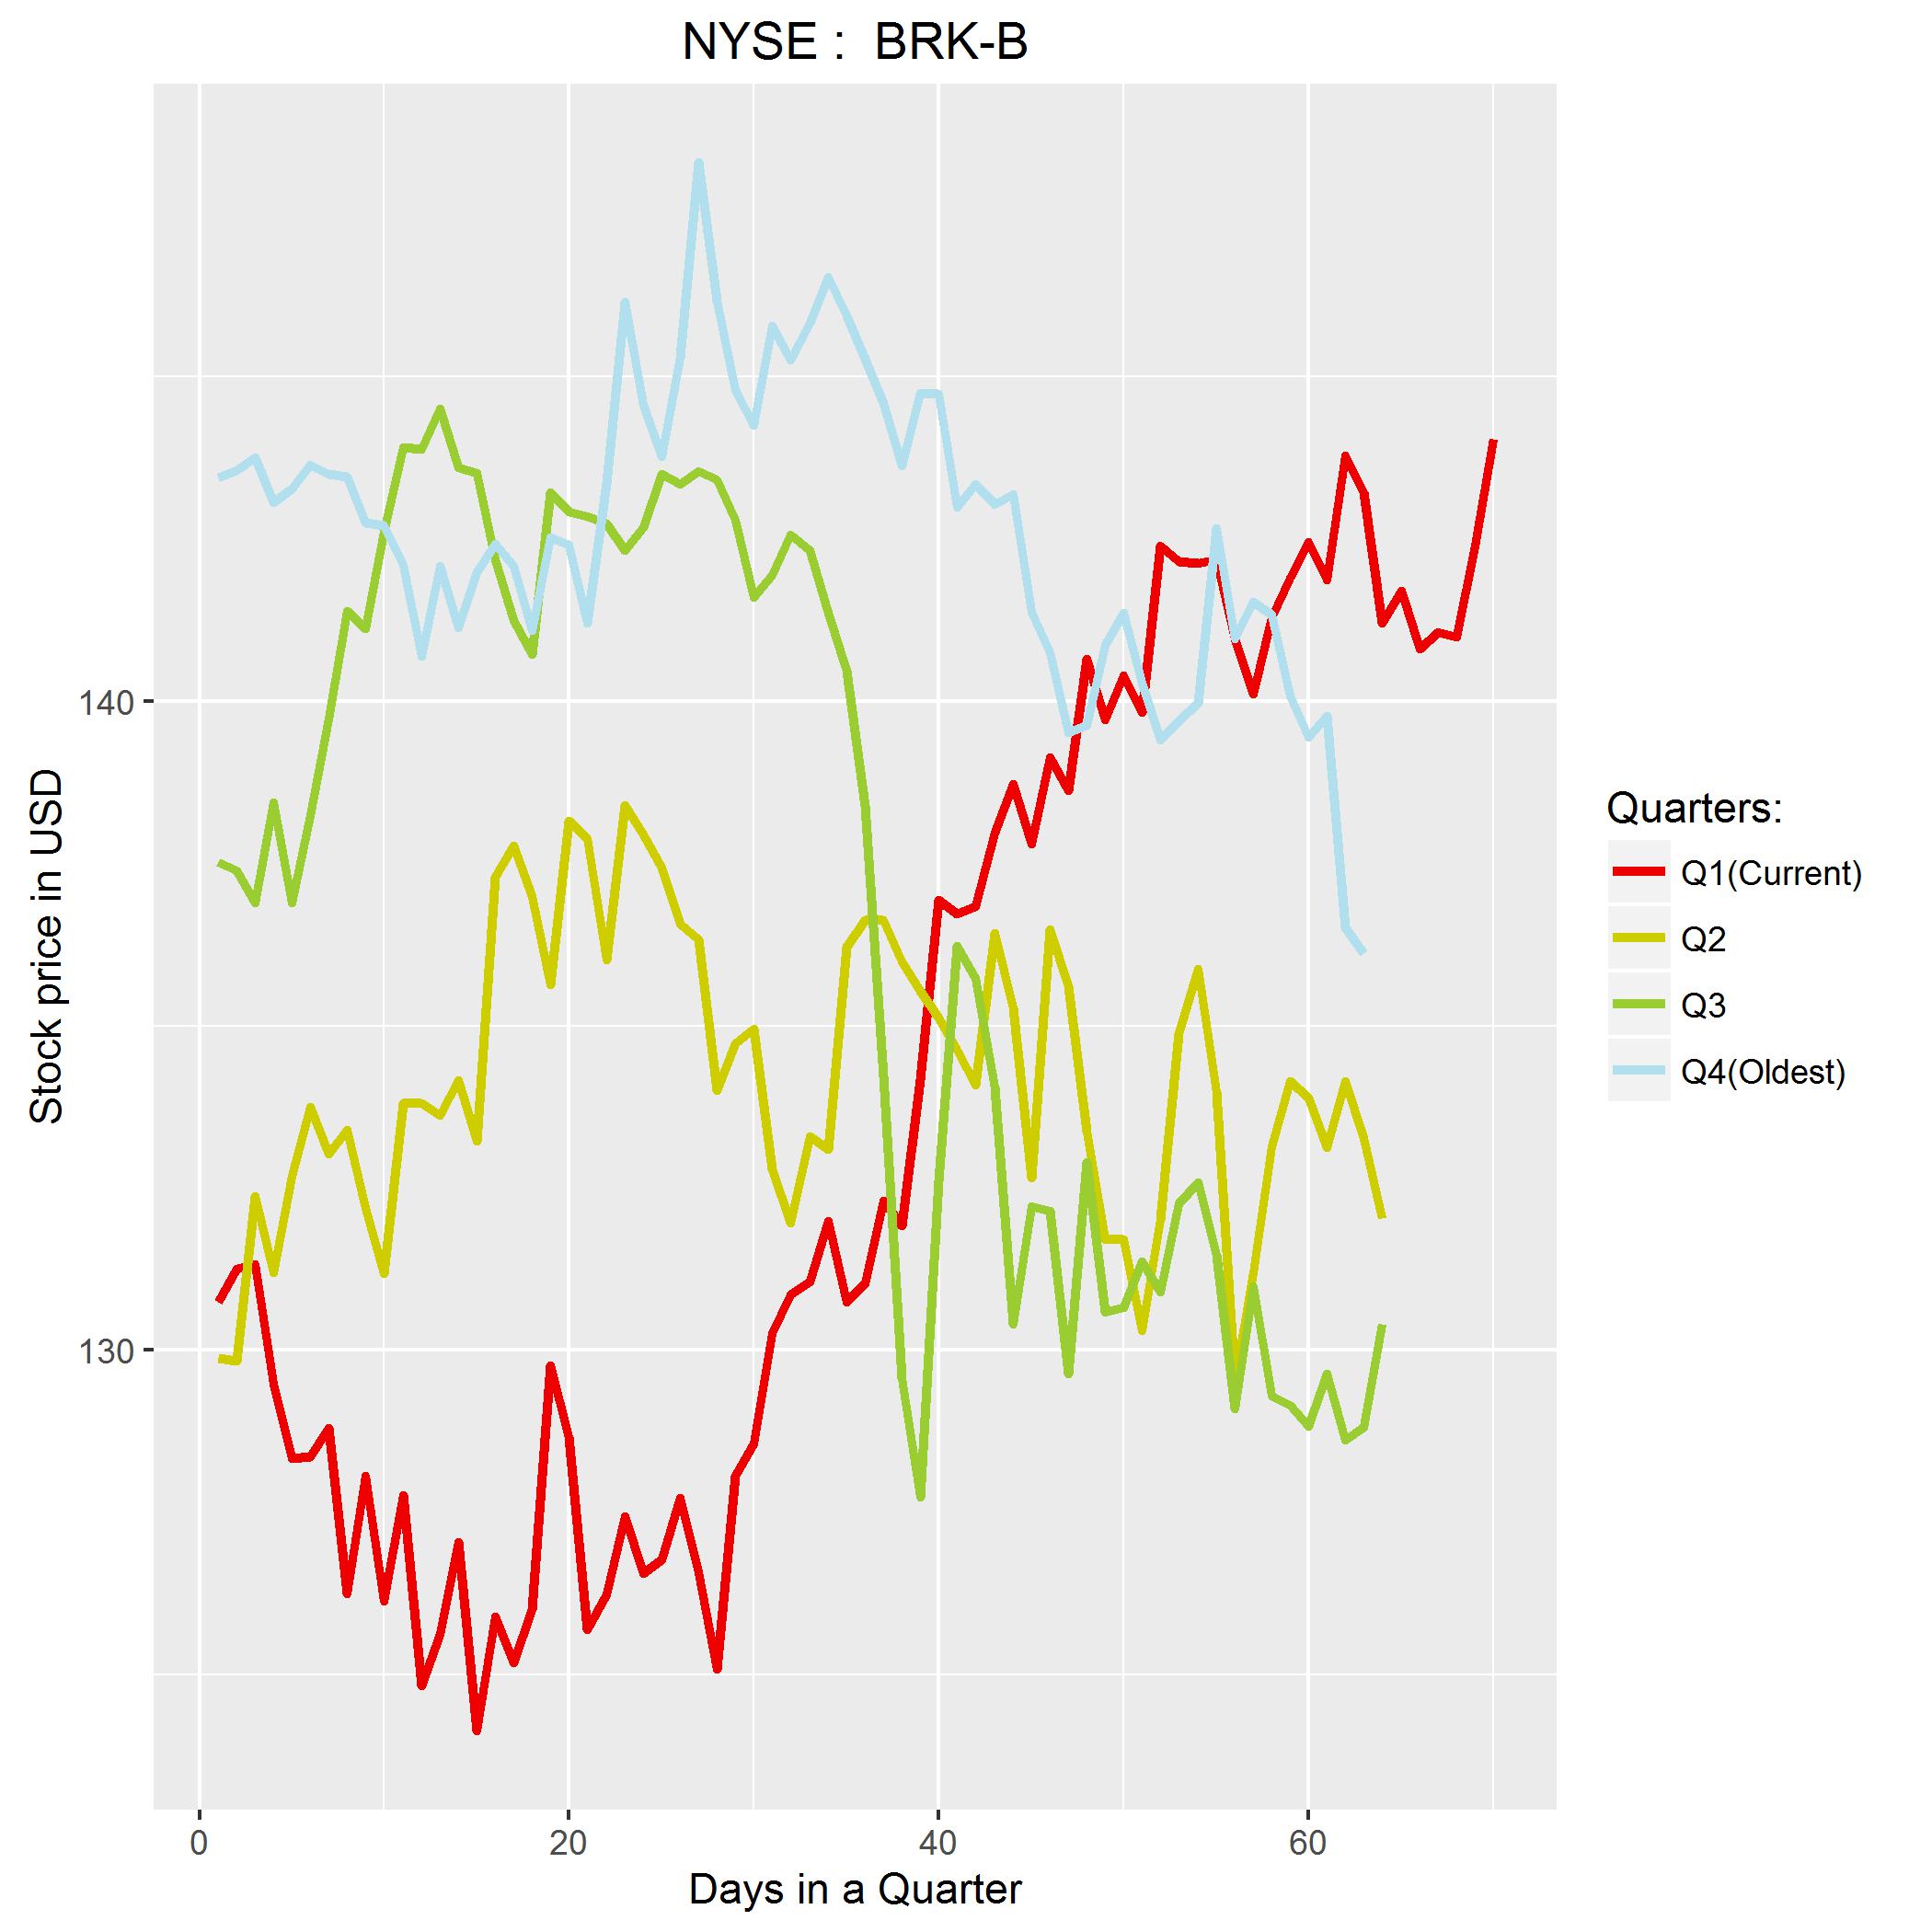 NYSE :  BRK-B
Stock price in USD
140
130
0
20
40
60
Days in a Quarter
Quarters:
Q1(Current)
Q2
Q3
Q4(Oldest)